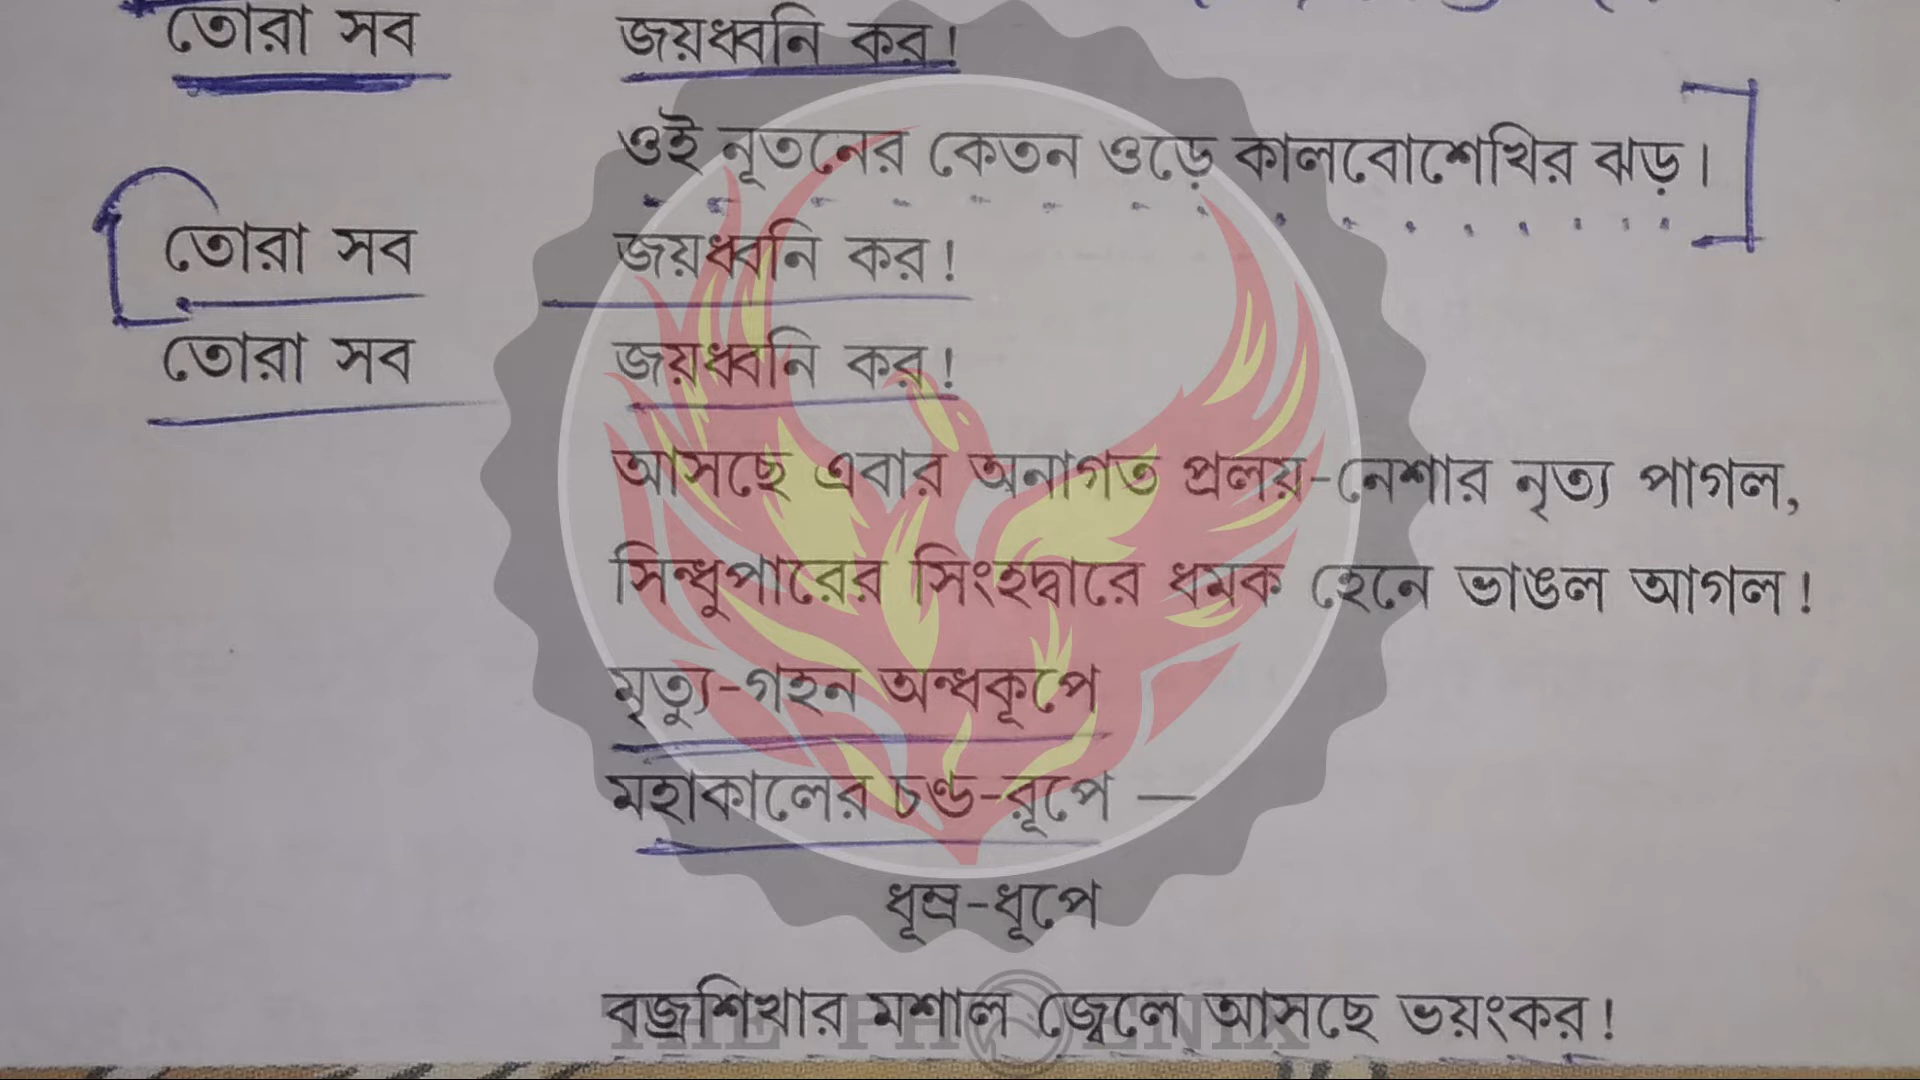 তোরা সব জয়ধ্বনি কর!
ওই নূতনের কেতন ওড়ে কালবোশেখির ঝড়।
তোরা সব জয়ধ্বনি কর!
তোরা সব জয়ধ্বনি কর!
আসছে এবার অনাগত প্রলয়-নেশার নৃত্য পাগল,
সিন্ধুপারের সিংহদ্বারে ধমক হেনে ভাঙল আগল!
মৃত্যু-গহন অন্ধকূপে
মহাকালের চণ্ড-রূপে —
ধূম্র-ধূপে
বজ্রশিখার মশাল জ্বেলে আসছে ভয়ংকর!
THE PHOENIX